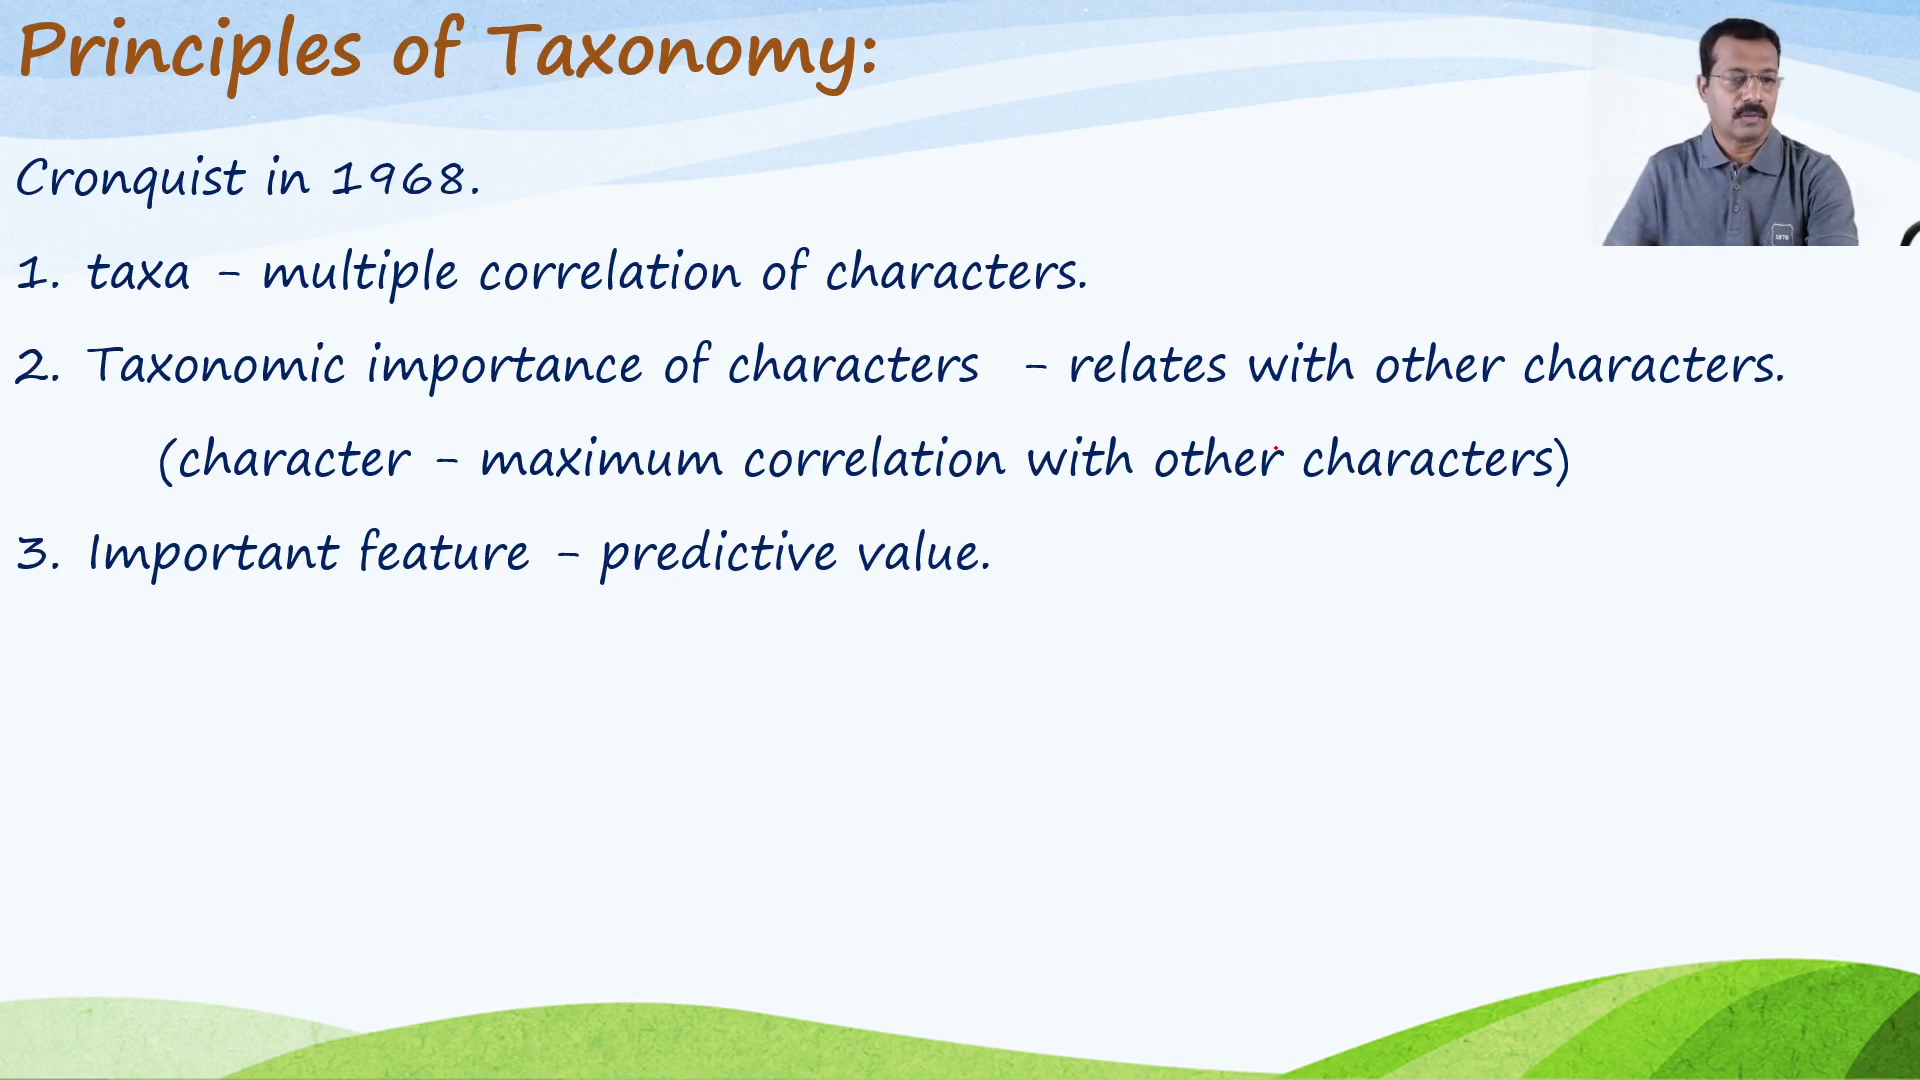 Principles of Taxonomy:
Cronquist in 1968.
1. taxa - multiple correlation of characters.
2. Taxonomic importance of characters - relates with other characters.
(character - maximum correlation with other characters)
3. Important feature - predictive value.
1878